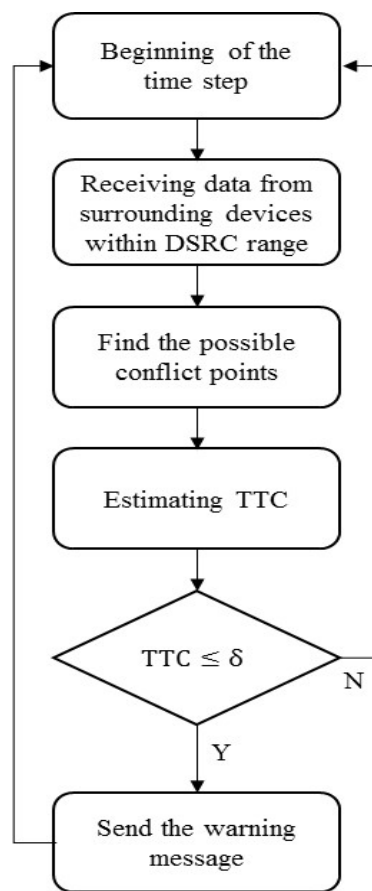 Beginning of the
time step
Receiving data from
surrounding devices
within DSRC range
Find the possible
conflict points
Estimating TTC
TTC ≤ δ
N
Y
Send the warning
message